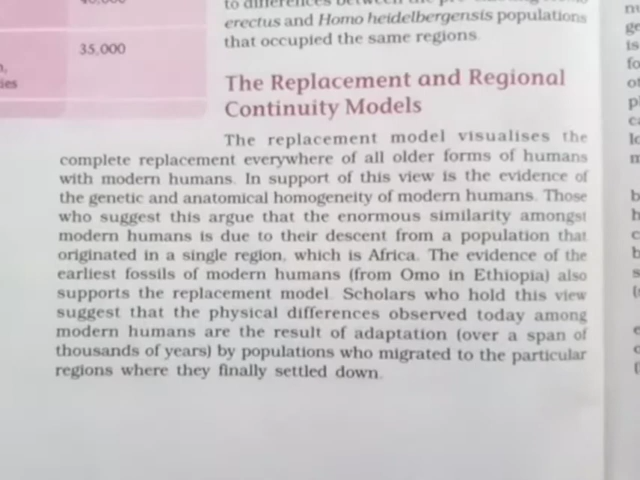 35,000
ies
erectus and Homo heidelbergensis populations
that occupied the same regions.
The Replacement and Regional
Continuity Models
The replacement model visualises the
complete replacement everywhere of all older forms of humans
with modern humans. In support of this view is the evidence of
the genetic and anatomical homogeneity of modern humans. Those
who suggest this argue that the enormous similarity amongst
modern humans is due to their descent from a population that
originated in a single region, which is Africa. The evidence of the
earliest fossils of modern humans (from Omo in Ethiopia) also
supports the replacement model. Scholars who hold this view
suggest that the physical differences observed today among
modern humans are the result of adaptation (over a span of
thousands of years) by populations who migrated to the particular
regions where they finally settled down.